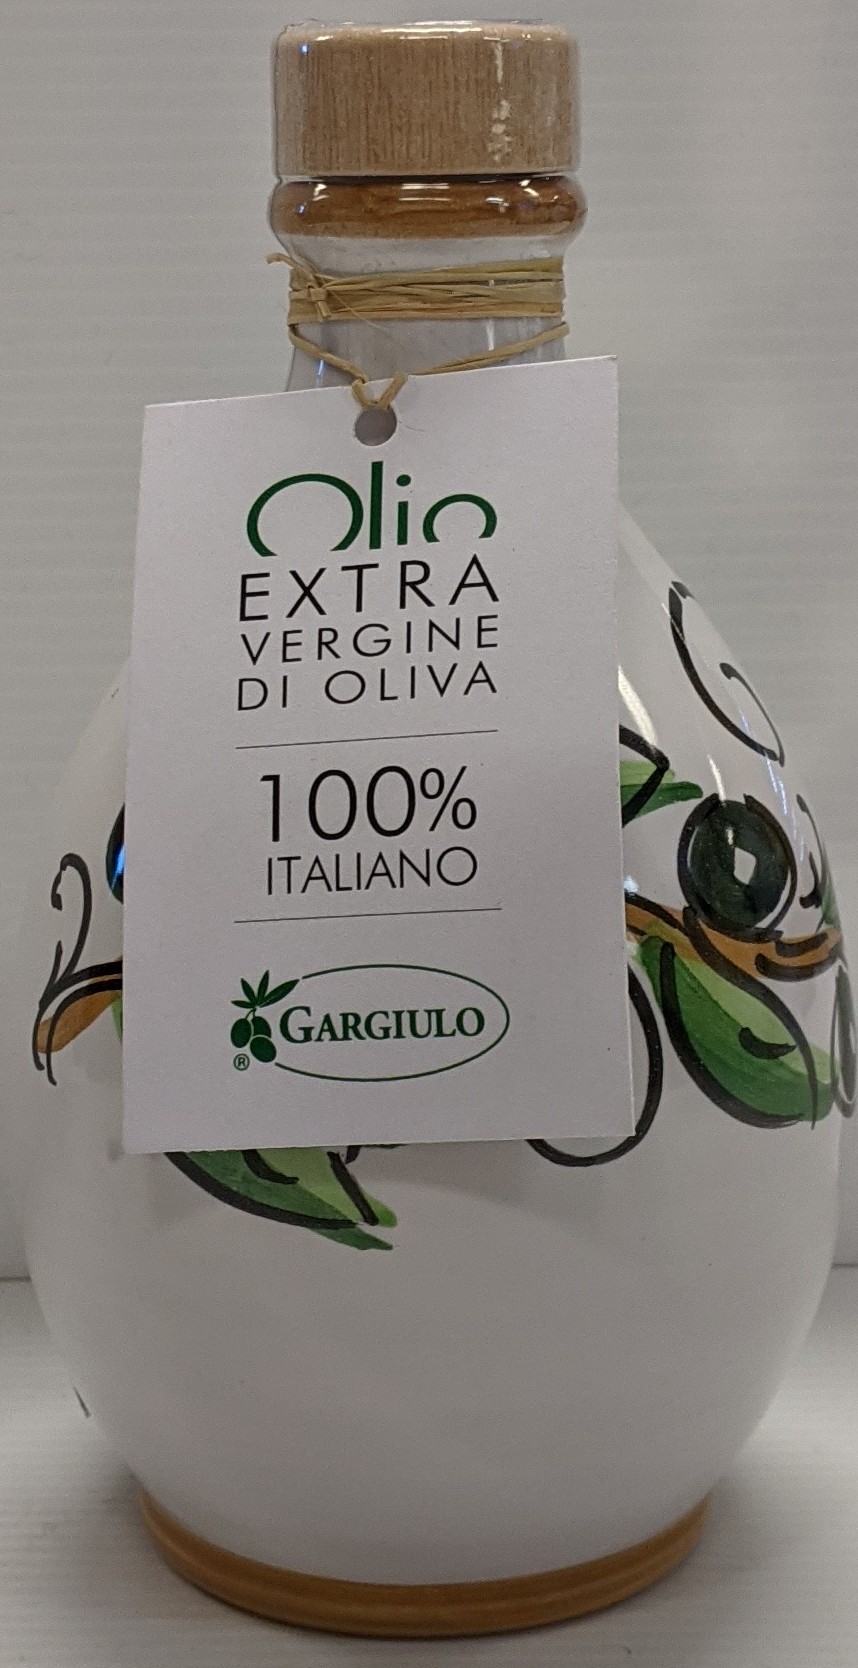 Olio
EXTRA
VERGINE
DI OLIVA
100%
ITALIANO
GARGIULO
®